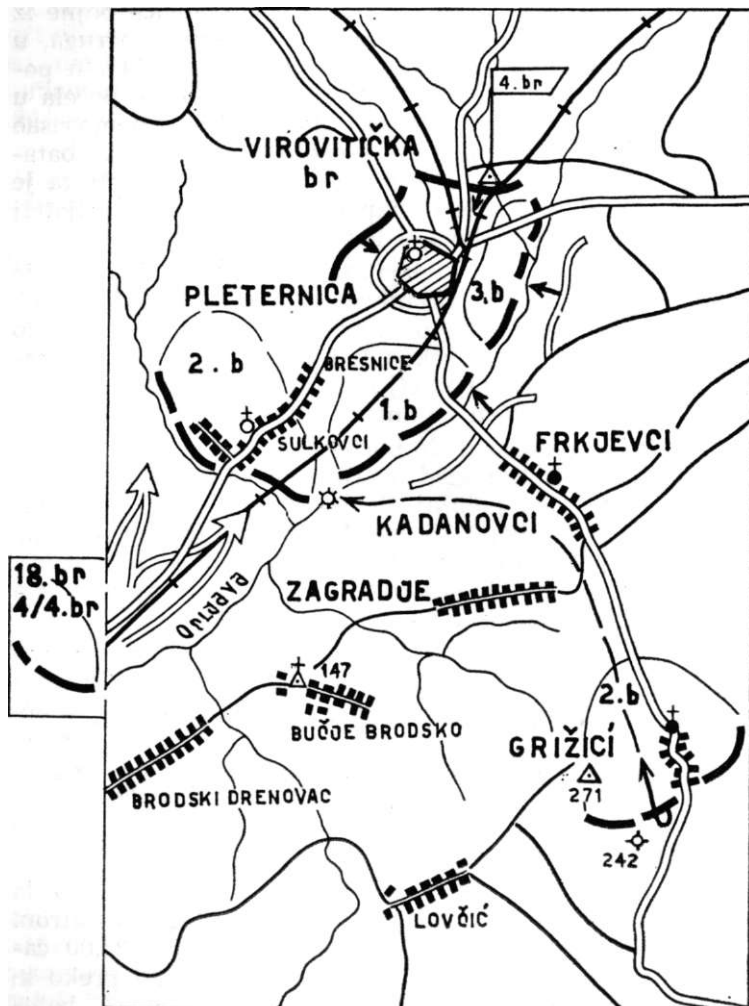 4. br
VIROVITIČKA
br
PLETERNICA
3.b
2. b
BRESNICE
1.b
SULKOVCI
FRKJEVCI
KADANOVCI
18. br
4/4. br
Orljava
ZAGRADJE
147
2.b
BUČJE BRODSKO
GRIŽICÍ
271
BRODSKI DRENOVAC
242
LOVČIĆ